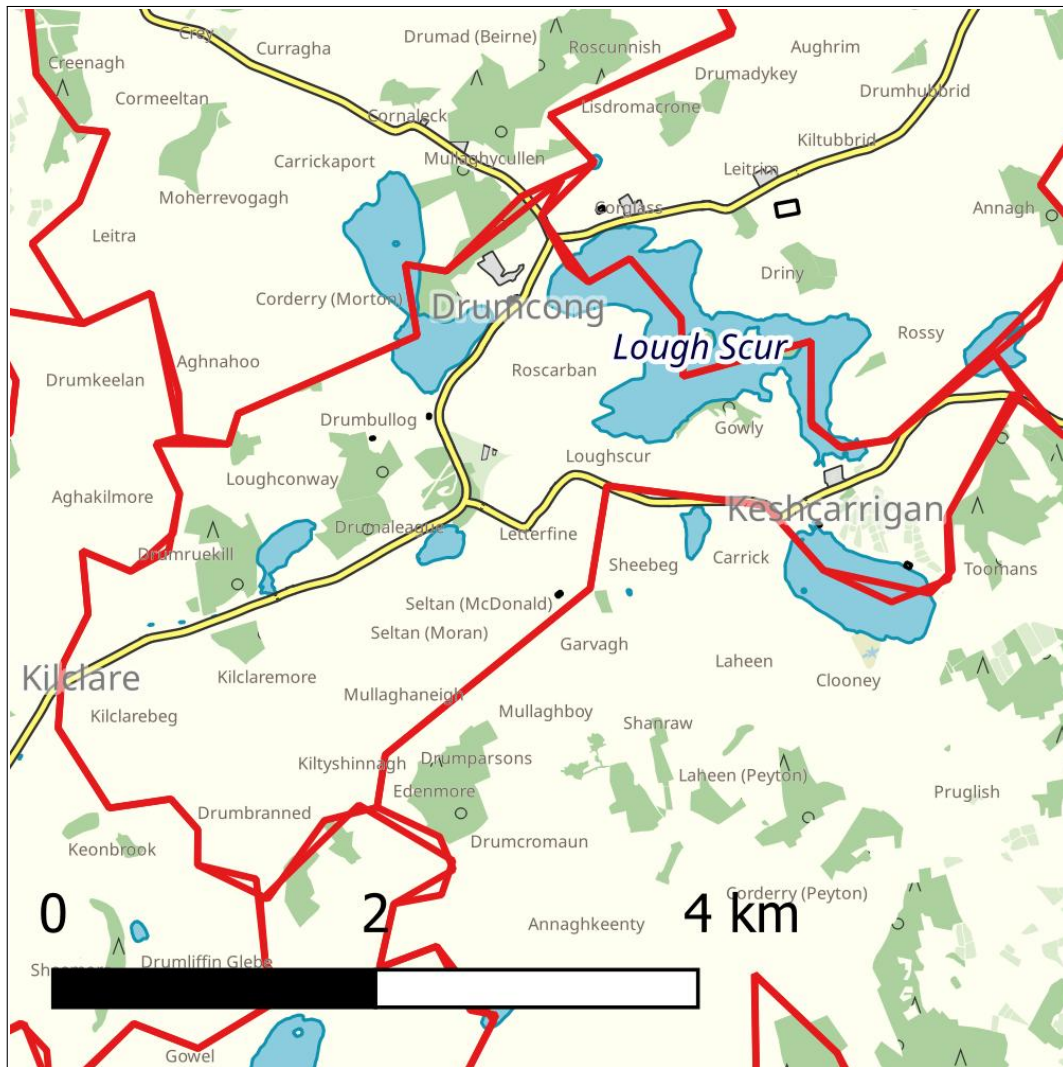 Croy
Curragha
Drumad (Beirne)
Roscunnish
Aughrim
Creenagh
Drumadykey
Drumhubbrid
Cormeeltan
Cornaleck
Lisdromacrone
Kiltubbrid
Carrickaport
Mullaghycullen
Leitrim
Moherrevogagh
Gorglass
Annagh
Leitra
Driny
Corderry (Morton)
Drumcong
Rossy
Lough Scur
Aghnahoo
Roscarban
Drumkeelan
Drumbullog
Gowly
Loughscur
Loughconway
Aghakilmore
Keshcarrigan
Drumaleague
Letterfine
Drumruekill
Carrick
Sheebeg
Toomans
Seltan (McDonald)
Seltan (Moran)
Garvagh
Laheen
Kilclare
Kilclaremore
Clooney
Mullaghaneigh
Kilclarebeg
Mullaghboy
Shanraw
Kiltyshinnagh
Drumparsons
Laheen (Peyton)
Edenmore
Pruglish
Drumbranned
Keonbrook
Drumcromaun
Corderry (Peyton)
0 2 4 km
Annaghkeenty
Drumliffin Glebe
Gowel